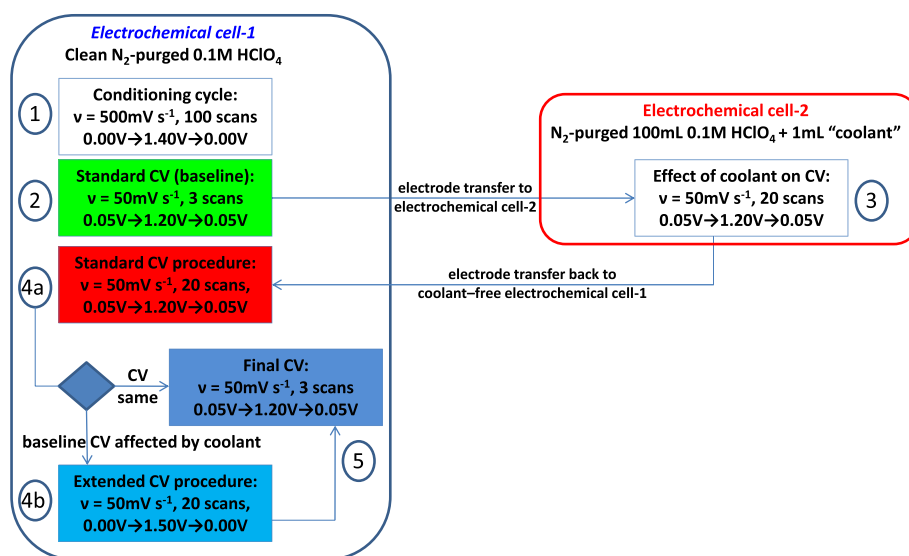 Electrochemical cell-1
Clean N₂-purged 0.1M HClO₄
1
Conditioning cycle:
ν = 500mV s⁻¹, 100 scans
0.00V→1.40V→0.00V
2
Standard CV (baseline):
ν = 50mV s⁻¹, 3 scans
0.05V→1.20V→0.05V
electrode transfer to
electrochemical cell-2
Electrochemical cell-2
N₂-purged 100mL 0.1M HClO₄ + 1mL “coolant”
Effect of coolant on CV:
ν = 50mV s⁻¹, 20 scans
0.05V→1.20V→0.05V
3
4a
Standard CV procedure:
ν = 50mV s⁻¹, 20 scans,
0.05V→1.20V→0.05V
electrode transfer back to
coolant–free electrochemical cell-1
CV
same
Final CV:
ν = 50mV s⁻¹, 3 scans
0.05V→1.20V→0.05V
baseline CV affected by coolant
5
4b
Extended CV procedure:
ν = 50mV s⁻¹, 20 scans,
0.00V→1.50V→0.00V